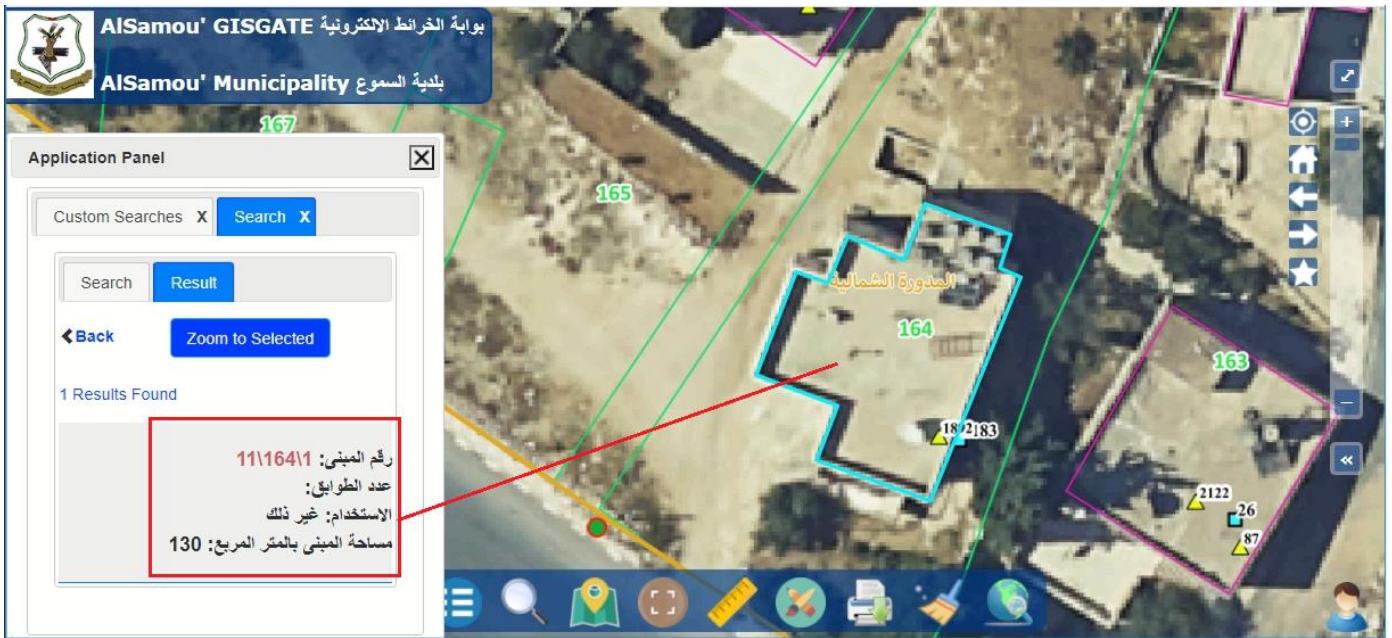 AlSamou' GISGATE بوابة الخرائط الالكترونية
AlSamou' Municipality بلدية السموع
167
Application Panel
Custom Searches X Search X
Search Result
Back Zoom to Selected
1 Results Found
رقم المبنى: 11\164\1
عدد الطوابق:
الاستخدام: غير ذلك
مساحة المبنى بالمتر المربع: 130
165
المدورة الشمالية
164
163
183
2122
26
87